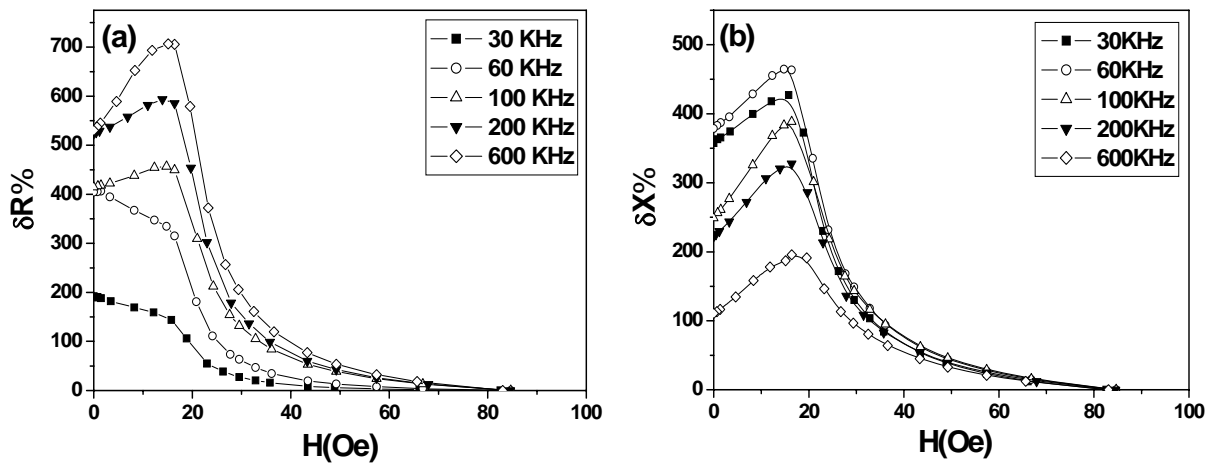 (a)
30 KHz
60 KHz
100 KHz
200 KHz
600 KHz
700
600
500
400
300
200
100
0
δR%
0 20 40 60 80 100
H(Oe)
(b)
30KHz
60KHz
100KHz
200KHz
600KHz
500
400
300
200
100
0
δX%
0 20 40 60 80 100
H(Oe)